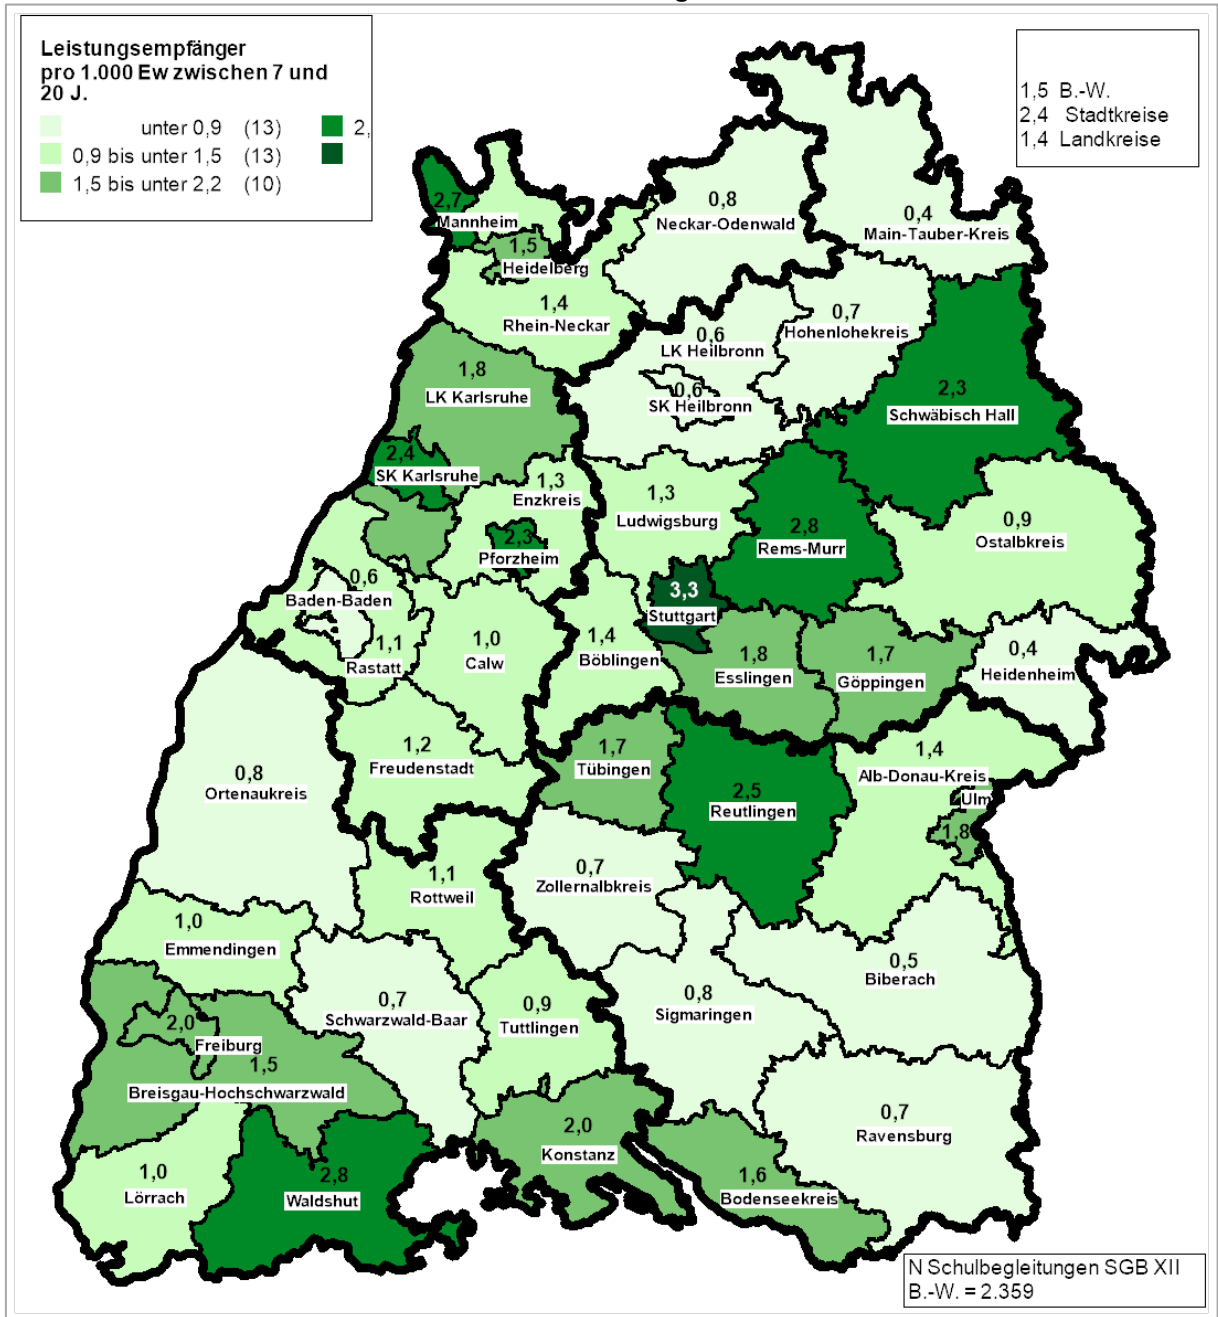 Leistungsempfänger
pro 1.000 Ew zwischen 7 und
20 J.
unter 0,9 (13)
2,
0,9 bis unter 1,5 (13)
1,5 bis unter 2,2 (10)
1,5 B.-W.
2,4 Stadtkreise
1,4 Landkreise
2,7
Mannheim
1,5
Heidelberg
0,8
Neckar-Odenwald
0,4
Main-Tauber-Kreis
1,4
Rhein-Neckar
0,6
LK Heilbronn
0,7
Hohenlohekreis
1,8
LK Karlsruhe
0,6
SK Heilbronn
2,3
Schwäbisch Hall
2,4
SK Karlsruhe
1,3
Enzkreis
1,3
Ludwigsburg
2,8
Rems-Murr
0,9
Ostalbkreis
2,3
Pforzheim
0,6
Baden-Baden
3,3
Stuttgart
1,1
Rastatt
1,0
Calw
1,4
Böblingen
1,8
Esslingen
1,7
Göppingen
0,4
Heidenheim
0,8
Ortenaukreis
1,2
Freudenstadt
1,7
Tübingen
2,5
Reutlingen
1,4
Alb-Donau-Kreis
Ulm
1,8
1,1
Rottweil
0,7
Zollernalbkreis
1,0
Emmendingen
0,7
Schwarzwald-Baar
0,9
Tuttlingen
0,8
Sigmaringen
0,5
Biberach
2,0
Freiburg
1,5
Breisgau-Hochschwarzwald
2,0
Konstanz
0,7
Ravensburg
1,0
Lörrach
2,8
Waldshut
1,6
Bodenseekreis
N Schulbegleitungen SGB XII
B.-W. = 2.359